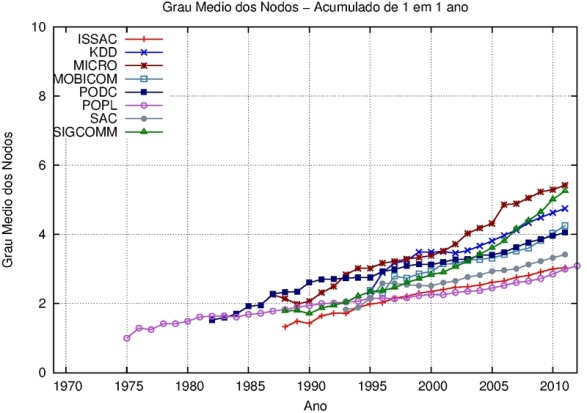 Grau Medio dos Nodos − Acumulado de 1 em 1 ano
10
8
6
4
2
0
Grau Medio dos Nodos
ISSAC
KDD
MICRO
MOBICOM
PODC
POPL
SAC
SIGCOMM
1970 1975 1980 1985 1990 1995 2000 2005 2010
Ano